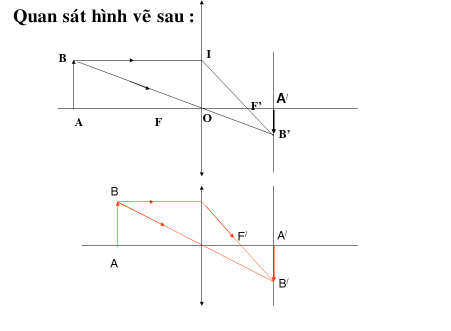 Quan sát hình vẽ sau :
B I
F' A/
A F O
B'
B
F/ A/
A
B/